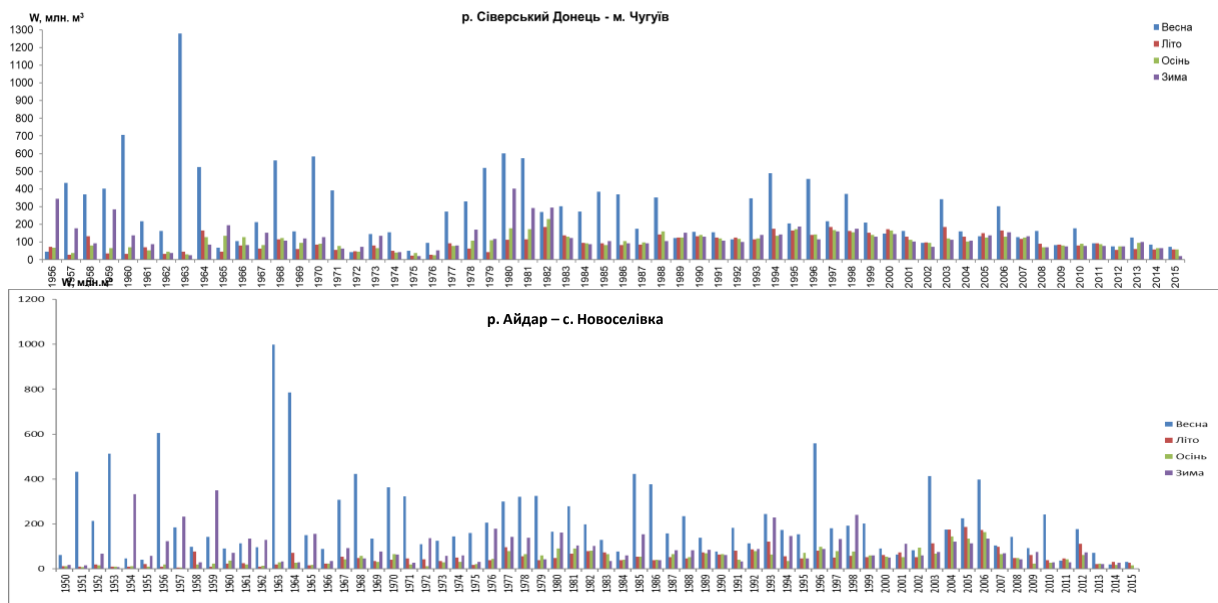 р. Сіверський Донець - м. Чугуїв
W, млн. м³
1300
1200
1100
1000
900
800
700
600
500
400
300
200
100
0
Весна
Літо
Осінь
Зима
1956 1957 1958 1959 1960 1961 1962 1963 1964 1965 1966 1967 1968 1969 1970 1971 1972 1973 1974 1975 1976 1977 1978 1979 1980 1981 1982 1983 1984 1985 1986 1987 1988 1989 1990 1991 1992 1993 1994 1995 1996 1997 1998 1999 2000 2001 2002 2003 2004 2005 2006 2007 2008 2009 2010 2011 2012 2013 2014 2015
W, млн.м³
р. Айдар – с. Новоселівка
1200
1000
800
600
400
200
0
Весна
Літо
Осінь
Зима
1950 1951 1952 1953 1954 1955 1956 1957 1958 1959 1960 1961 1962 1963 1964 1965 1966 1967 1968 1969 1970 1971 1972 1973 1974 1975 1976 1977 1978 1979 1980 1981 1982 1983 1984 1985 1986 1987 1988 1989 1990 1991 1992 1993 1994 1995 1996 1997 1998 1999 2000 2001 2002 2003 2004 2005 2006 2007 2008 2009 2010 2011 2012 2013 2014 2015